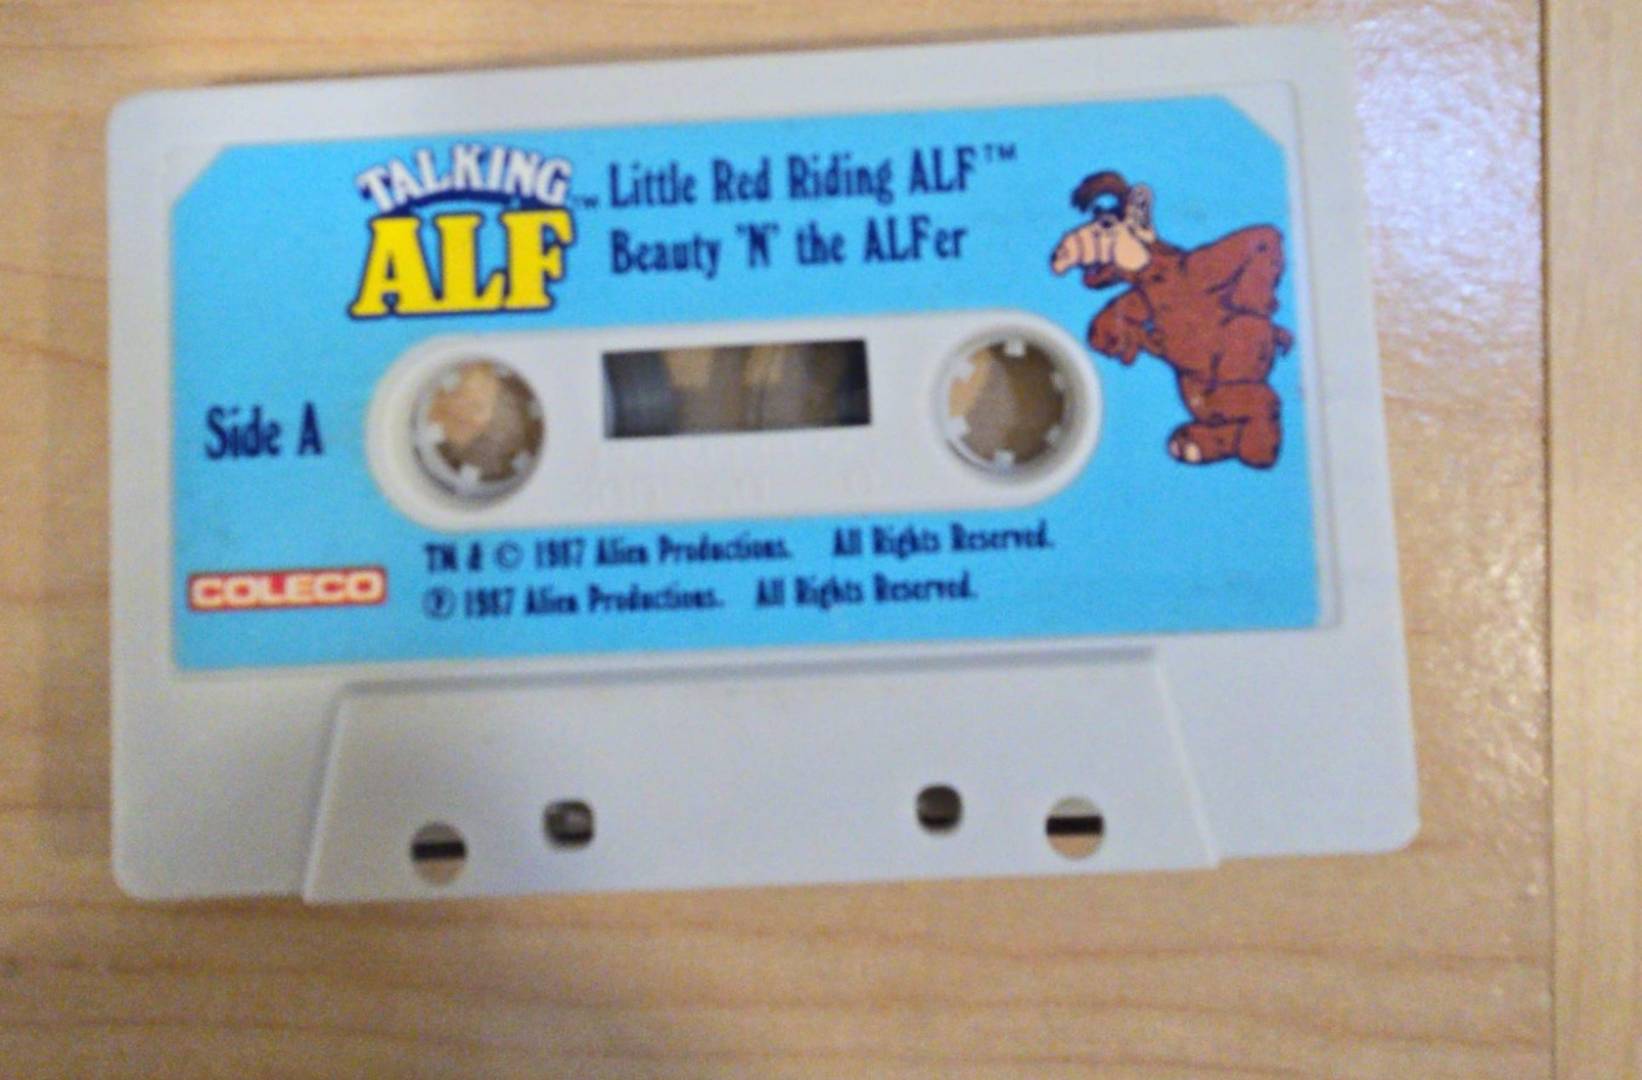 TALKING
ALF™
Little Red Riding ALF™
Beauty 'N' the ALFer
Side A
COLECO
TM & © 1987 Alien Productions. All Rights Reserved.
℗ 1987 Alien Productions. All Rights Reserved.